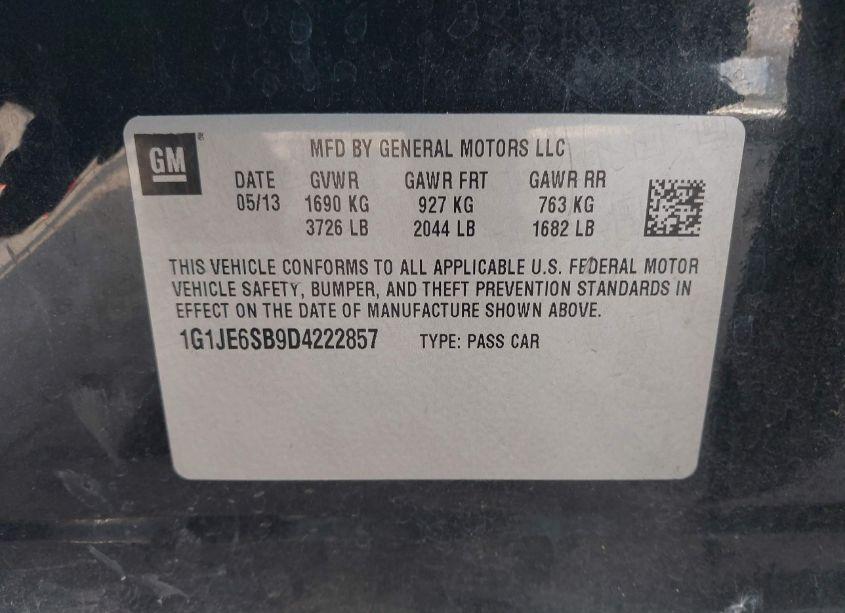 GM
MFD BY GENERAL MOTORS LLC
DATE GVWR GAWR FRT GAWR RR
05/13 1690 KG 927 KG 763 KG
3726 LB 2044 LB 1682 LB
THIS VEHICLE CONFORMS TO ALL APPLICABLE U.S. FEDERAL MOTOR
VEHICLE SAFETY, BUMPER, AND THEFT PREVENTION STANDARDS IN
EFFECT ON THE DATE OF MANUFACTURE SHOWN ABOVE.
1G1JE6SB9D4222857 TYPE: PASS CAR